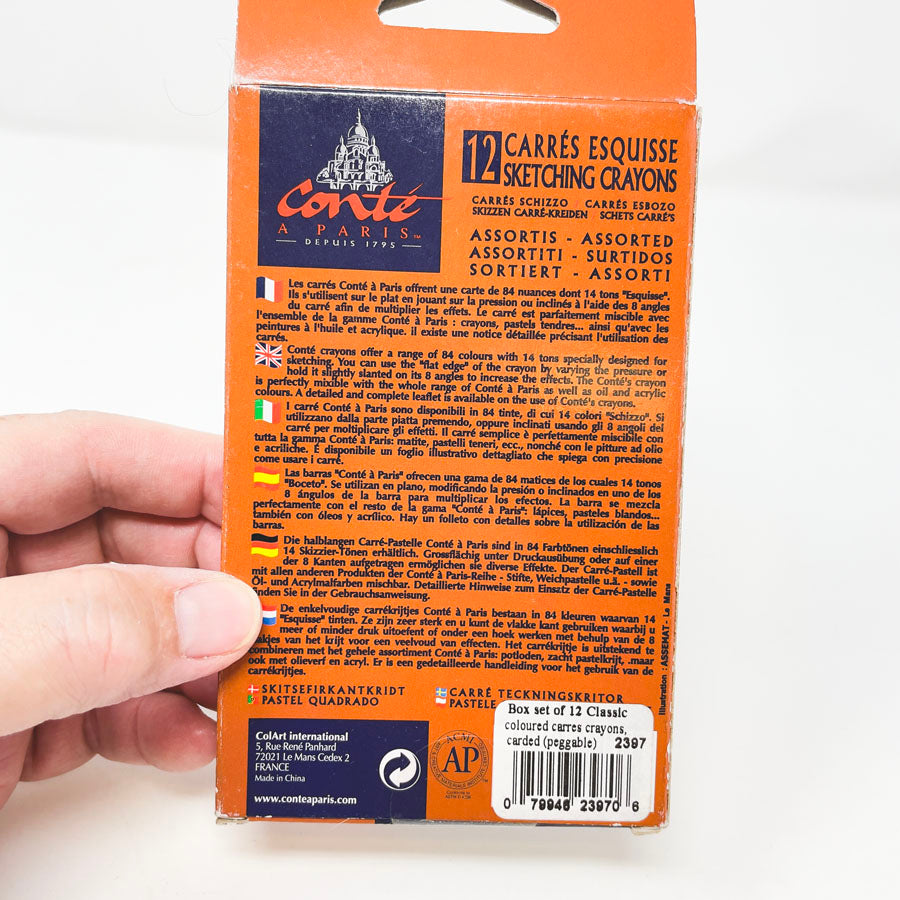 Conté
A PARIS™
DEPUIS 1795
12 CARRÉS ESQUISSE
SKETCHING CRAYONS
CARRÉS SCHIZZO CARRÉS ESBOZO
SKIZZEN CARRÉ-KREIDEN SCHETS CARRÉ'S
ASSORTIS - ASSORTED
ASSORTITI - SURTIDOS
SORTIERT - ASSORTI
Les carrés Conté à Paris offrent une carte de 84 nuances dont 14 tons "Esquisse".
Ils s'utilisent sur le plat en jouant sur la pression ou inclinés à l'aide des 8 angles
du carré afin de multiplier les effets. Le carré est parfaitement miscible avec
l'ensemble de la gamme Conté à Paris : crayons, pastels tendres... ainsi qu'avec les
peintures à l'huile et acrylique. il existe une notice détaillée précisant l'utilisation des
carrés.
Conté crayons offer a range of 84 colours with 14 tons specially designed for
sketching. You can use the "flat edge" of the crayon by varying the pressure or
hold it slightly slanted on its 8 angles to increase the effects. The Conté's crayon
is perfectly mixible with the whole range of Conté à Paris as well as oil and acrylic
colours. A detailed and complete leaflet is available on the use of Conté's crayons.
I carré Conté à Paris sono disponibili in 84 tinte, di cui 14 colori "Schizzo". Si
utilizzano dalla parte piatta premendo, oppure inclinati usando gli 8 angoli del
carré per multiplicare gli effetti. Il carré semplice è perfettamente miscibile con
tutta la gamma Conté à Paris: matite, pastelli teneri, ecc., nonché con le pitture ad olio
e acriliche. É disponibile un foglio illustrativo dettagliato che spiega con precisione
come usare i carré.
Las barras "Conté à Paris" ofrecen una gama de 84 matices de los cuales 14 tonos
"Boceto". Se utilizan en plano, modificando la presión o inclinados en uno de los
8 ángulos de la barra para multiplicar los efectos. La barra se mezcla
perfectamente con el resto de la gama "Conté à Paris": lápices, pasteles blandos...
también con óleos y acrílico. Hay un folleto con detalles sobre la utilización de las
barras.
Die halblangen Carré-Pastelle Conté à Paris sind in 84 Farbtönen einschliesslich
14 Skizzier-Tönen erhältlich. Grossflächig unter Druckausübung oder auf einer
der 8 Kanten aufgetragen ermöglichen sie diverse Effekte. Der Carré-Pastell ist
mit allen anderen Produkten der Conté à Paris-Reihe - Stifte, Weichpastelle u.ä. - sowie
Öl- und Acrylmalfarben mischbar. Detaillierte Hinweise zum Einsatz der Carré-Pastelle
finden Sie in der Gebrauchsanweisung.
De enkelvoudige carrékrijtjes Conté à Paris bestaan in 84 kleuren waarvan 14
"Esquisse" tinten. Ze zijn zeer sterk en u kunt de vlakke kant gebruiken waarbij u
meer of minder druk uitoefent of onder een hoek werken met behulp van de 8
van het krijt voor een veelvoud van effecten. Het carrékrijtje is uitstekend te
combineren met het gehele assortiment Conté à Paris: potloden, zacht pastelkrijt, .maar
ook met olieverf en acryl. Er is een gedetailleerde handleiding voor het gebruik van de
carrékrijtjes.
Illustration : ASSEMAT - Le Mans
SKITSEFIRKANTKRIDT
PASTEL QUADRADO
CARRÉ TECKNINGSKRITOR
PASTELE
ColArt international
5, Rue René Panhard
72021 Le Mans Cedex 2
FRANCE
Made in China
www.conteaparis.com
ACMI
AP
Conforms to
Box set of 12 Classic
coloured carres crayons,
carded (peggable) 2397
0 79946 23970 6